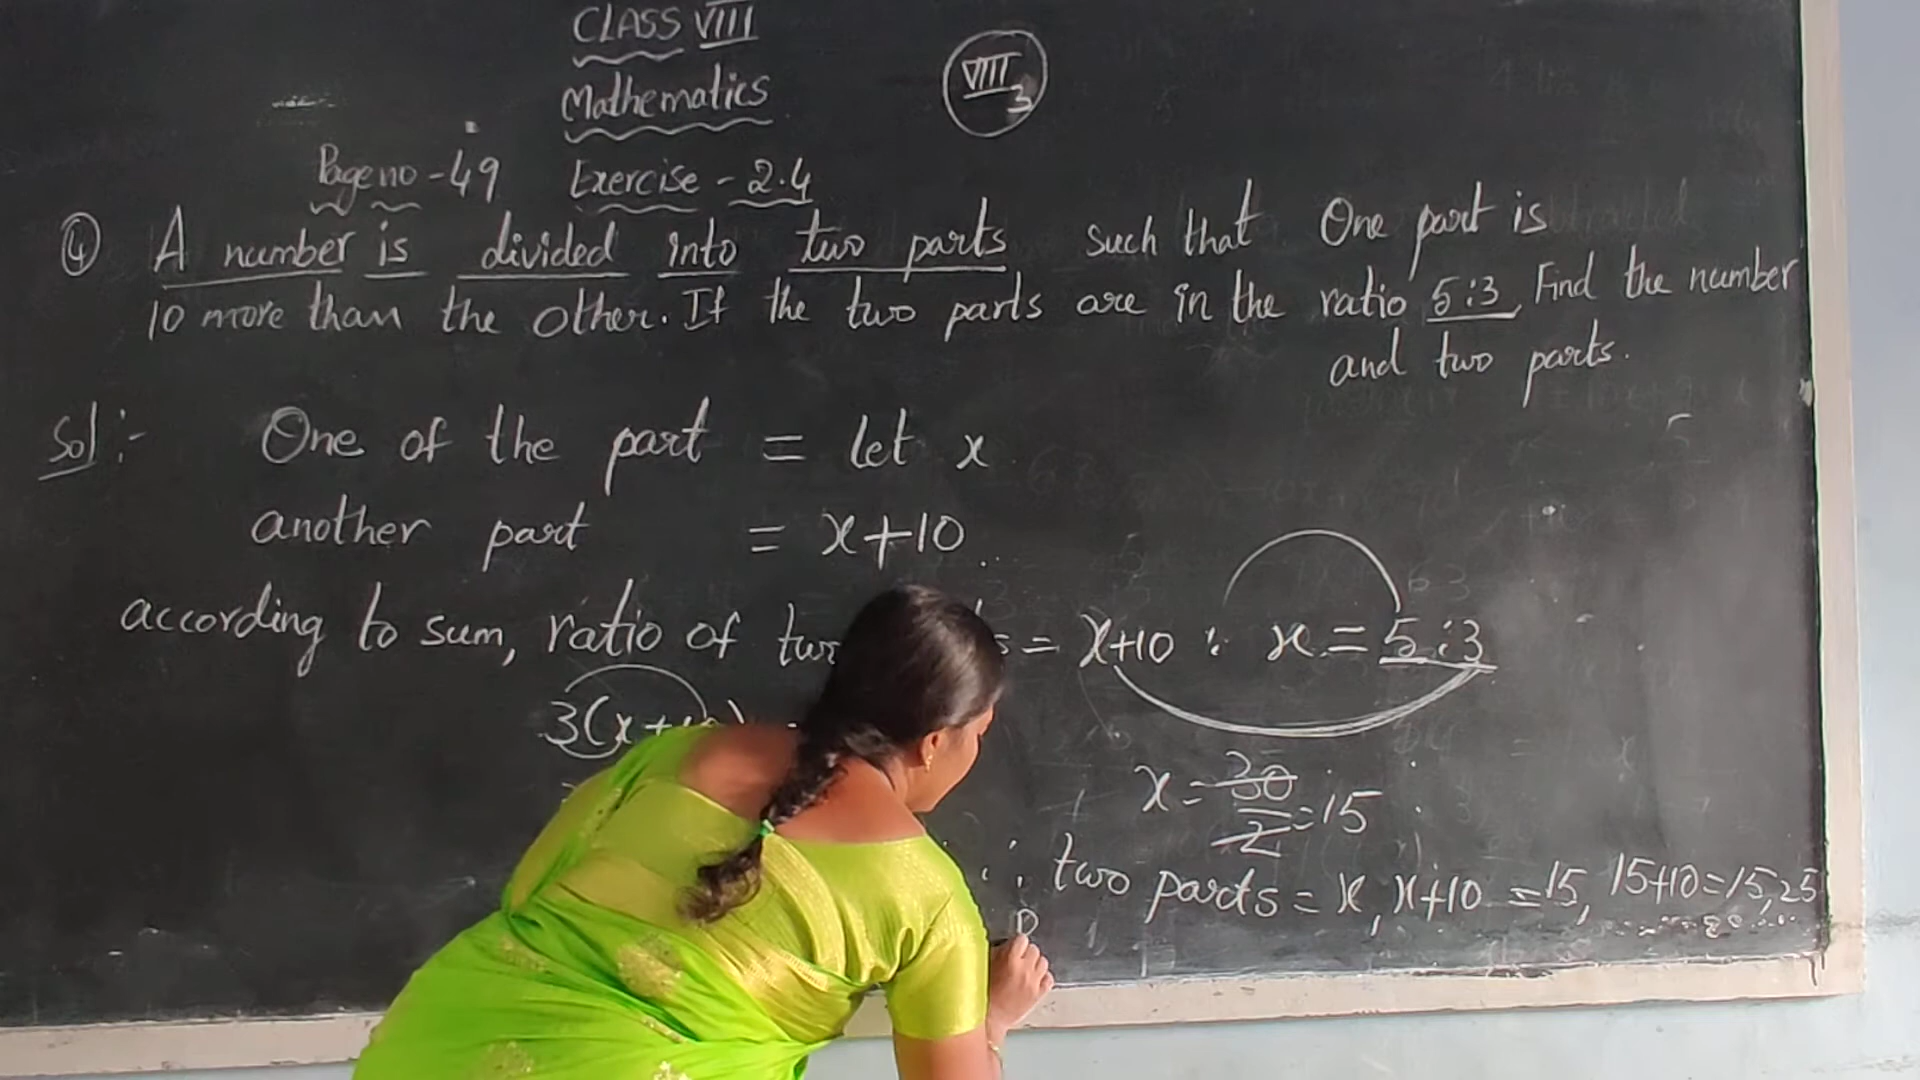 CLASS VIII
VIII 3
Mathematics
Page no - 49 Exercise - 2.4
4 A number is divided into two parts such that One part is
10 more than the other. If the two parts are in the ratio 5:3, Find the number
and two parts.
Sol:- One of the part = let x
another part = x+10
according to sum, ratio of = x+10 : x = 5:3
3(x+
x = 30/2 = 15
∴ two parts = x, x+10 = 15, 15+10 = 15, 25